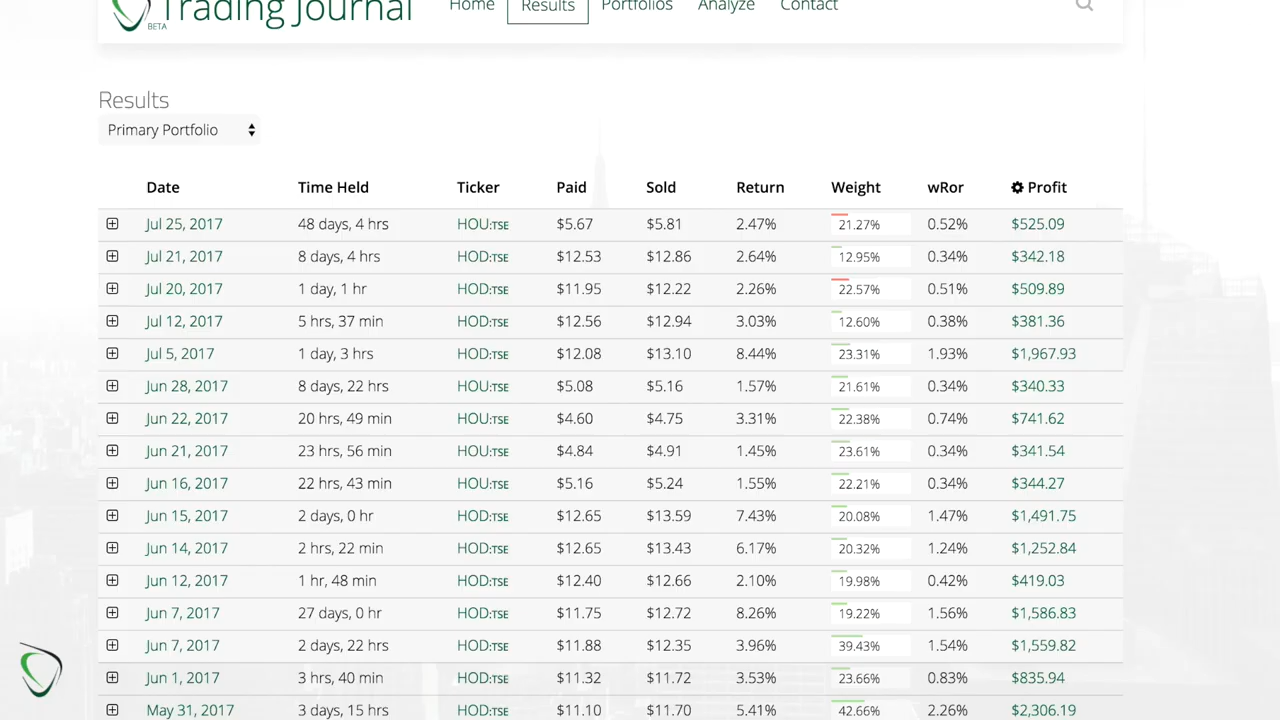 Trading Journal
BETA
Home Results Portfolios Analyze Contact
Results
Primary Portfolio
Date Time Held Ticker Paid Sold Return Weight wRor Profit
Jul 25, 2017 48 days, 4 hrs HOU:TSE $5.67 $5.81 2.47% 21.27% 0.52% $525.09
Jul 21, 2017 8 days, 4 hrs HOD:TSE $12.53 $12.86 2.64% 12.95% 0.34% $342.18
Jul 20, 2017 1 day, 1 hr HOD:TSE $11.95 $12.22 2.26% 22.57% 0.51% $509.89
Jul 12, 2017 5 hrs, 37 min HOD:TSE $12.56 $12.94 3.03% 12.60% 0.38% $381.36
Jul 5, 2017 1 day, 3 hrs HOD:TSE $12.08 $13.10 8.44% 23.31% 1.93% $1,967.93
Jun 28, 2017 8 days, 22 hrs HOU:TSE $5.08 $5.16 1.57% 21.61% 0.34% $340.33
Jun 22, 2017 20 hrs, 49 min HOU:TSE $4.60 $4.75 3.31% 22.38% 0.74% $741.62
Jun 21, 2017 23 hrs, 56 min HOU:TSE $4.84 $4.91 1.45% 23.61% 0.34% $341.54
Jun 16, 2017 22 hrs, 43 min HOU:TSE $5.16 $5.24 1.55% 22.21% 0.34% $344.27
Jun 15, 2017 2 days, 0 hr HOD:TSE $12.65 $13.59 7.43% 20.08% 1.47% $1,491.75
Jun 14, 2017 2 hrs, 22 min HOD:TSE $12.65 $13.43 6.17% 20.32% 1.24% $1,252.84
Jun 12, 2017 1 hr, 48 min HOD:TSE $12.40 $12.66 2.10% 19.98% 0.42% $419.03
Jun 7, 2017 27 days, 0 hr HOD:TSE $11.75 $12.72 8.26% 19.22% 1.56% $1,586.83
Jun 7, 2017 2 days, 22 hrs HOD:TSE $11.88 $12.35 3.96% 39.43% 1.54% $1,559.82
Jun 1, 2017 3 hrs, 40 min HOD:TSE $11.32 $11.72 3.53% 23.66% 0.83% $835.94
May 31, 2017 3 days, 15 hrs HOD:TSE $11.10 $11.70 5.41% 42.66% 2.26% $2,306.19